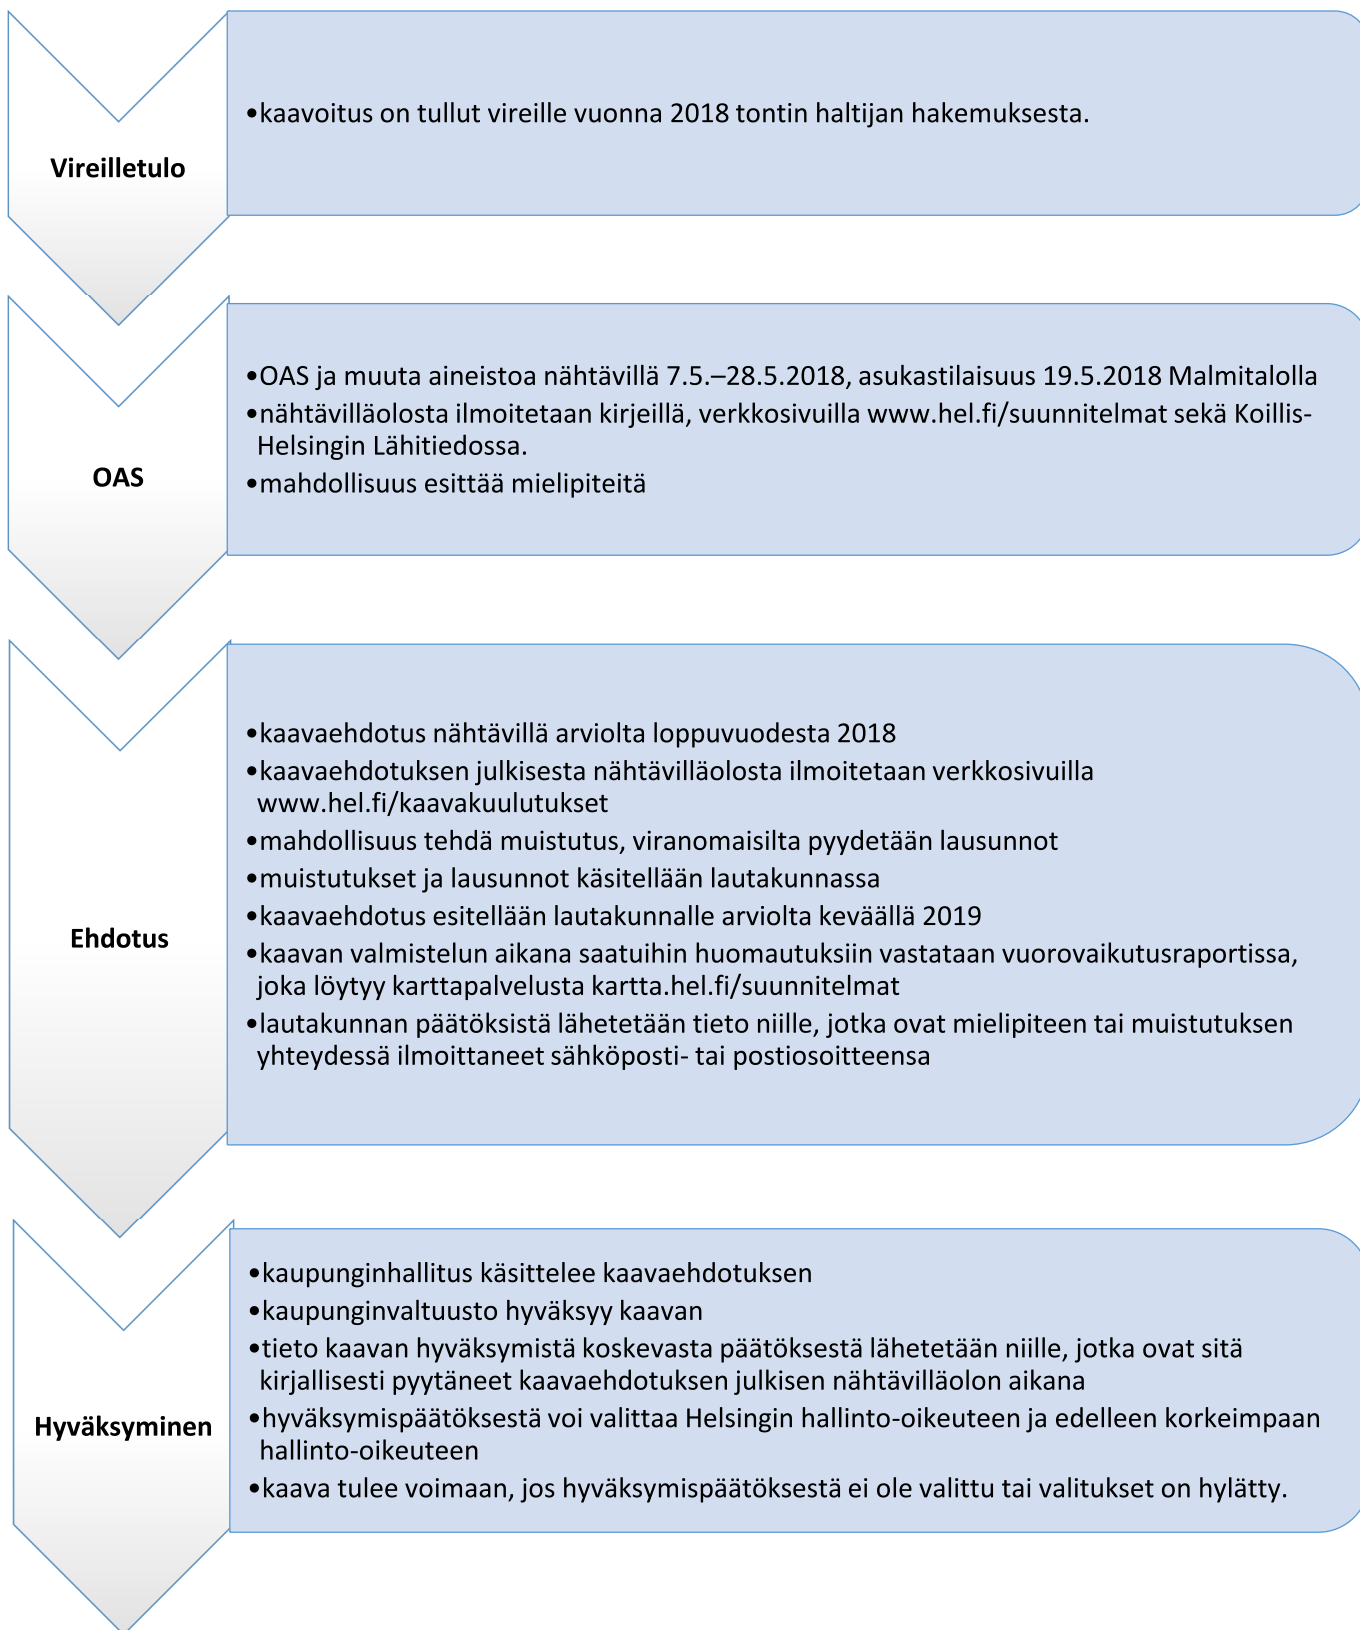 Vireilletulo
•kaavoitus on tullut vireille vuonna 2018 tontin haltijan hakemuksesta.
OAS
•OAS ja muuta aineistoa nähtävillä 7.5.–28.5.2018, asukastilaisuus 19.5.2018 Malmitalolla
•nähtävilläolosta ilmoitetaan kirjeillä, verkkosivuilla www.hel.fi/suunnitelmat sekä Koillis-
Helsingin Lähitiedossa.
•mahdollisuus esittää mielipiteitä
Ehdotus
•kaavaehdotus nähtävillä arviolta loppuvuodesta 2018
•kaavaehdotuksen julkisesta nähtävilläolosta ilmoitetaan verkkosivuilla
www.hel.fi/kaavakuulutukset
•mahdollisuus tehdä muistutus, viranomaisilta pyydetään lausunnot
•muistutukset ja lausunnot käsitellään lautakunnassa
•kaavaehdotus esitellään lautakunnalle arviolta keväällä 2019
•kaavan valmistelun aikana saatuihin huomautuksiin vastataan vuorovaikutusraportissa,
joka löytyy karttapalvelusta kartta.hel.fi/suunnitelmat
•lautakunnan päätöksistä lähetetään tieto niille, jotka ovat mielipiteen tai muistutuksen
yhteydessä ilmoittaneet sähköposti- tai postiosoitteensa
Hyväksyminen
•kaupunginhallitus käsittelee kaavaehdotuksen
•kaupunginvaltuusto hyväksyy kaavan
•tieto kaavan hyväksymistä koskevasta päätöksestä lähetetään niille, jotka ovat sitä
kirjallisesti pyytäneet kaavaehdotuksen julkisen nähtävilläolon aikana
•hyväksymispäätöksestä voi valittaa Helsingin hallinto-oikeuteen ja edelleen korkeimpaan
hallinto-oikeuteen
•kaava tulee voimaan, jos hyväksymispäätöksestä ei ole valittu tai valitukset on hylätty.